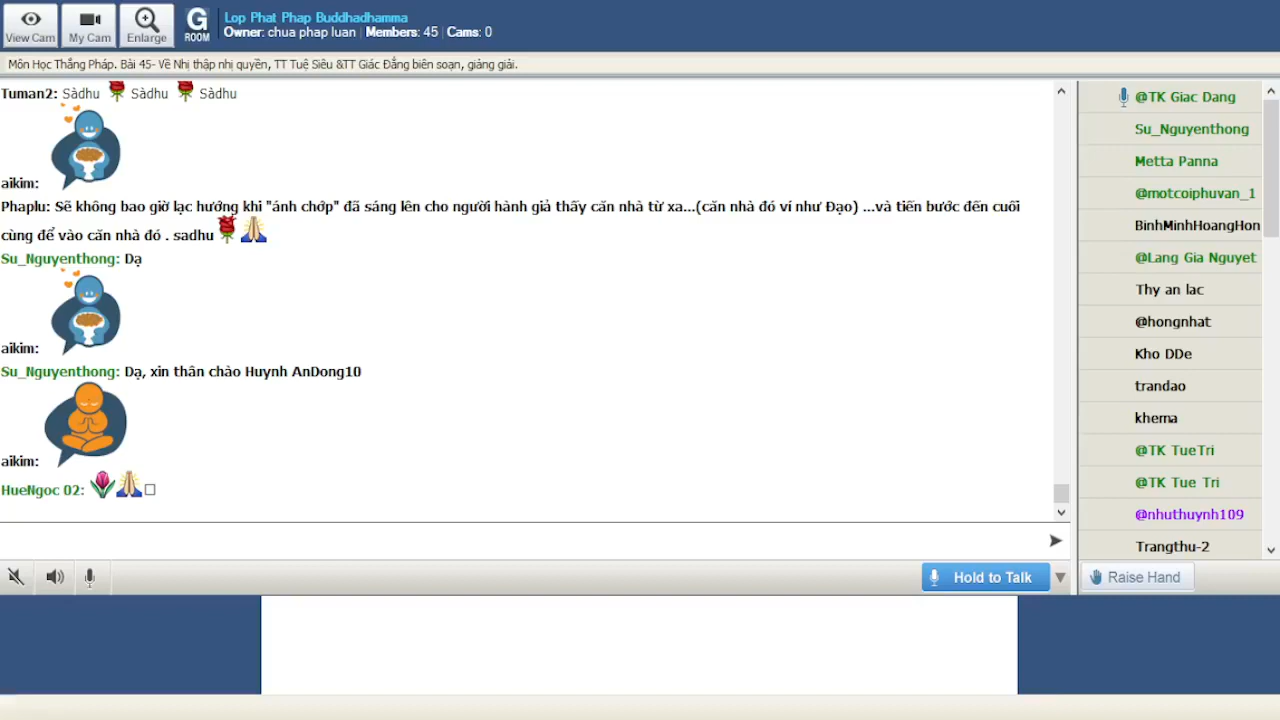 View Cam
My Cam
Enlarge
G
ROOM
Lop Phat Phap Buddhadhamma
Owner: chua phap luan | Members: 45 | Cams: 0
Môn Học Thắng Pháp. Bài 45- Về Nhị thập nhị quyền, TT Tuệ Siêu &TT Giác Đẳng biên soạn, giảng giải.
Tuman2: Sàdhu Sàdhu Sàdhu
aikim:
Phaplu: Sẽ không bao giờ lạc hướng khi "ánh chớp" đã sáng lên cho người hành giả thấy căn nhà từ xa...(căn nhà đó ví như Đạo) ...và tiến bước đến cuối
cùng để vào căn nhà đó . sadhu
Su_Nguyenthong: Dạ
aikim:
Su_Nguyenthong: Dạ, xin thân chào Huynh AnDong10
aikim:
HueNgoc 02:
@TK Giac Dang
Su_Nguyenthong
Metta Panna
@motcoiphuvan_1
BinhMinhHoangHon
@Lang Gia Nguyet
Thy an lac
@hongnhat
Kho DDe
trandao
khema
@TK TueTri
@TK Tue Tri
@nhuthuynh109
Trangthu-2
Hold to Talk
Raise Hand